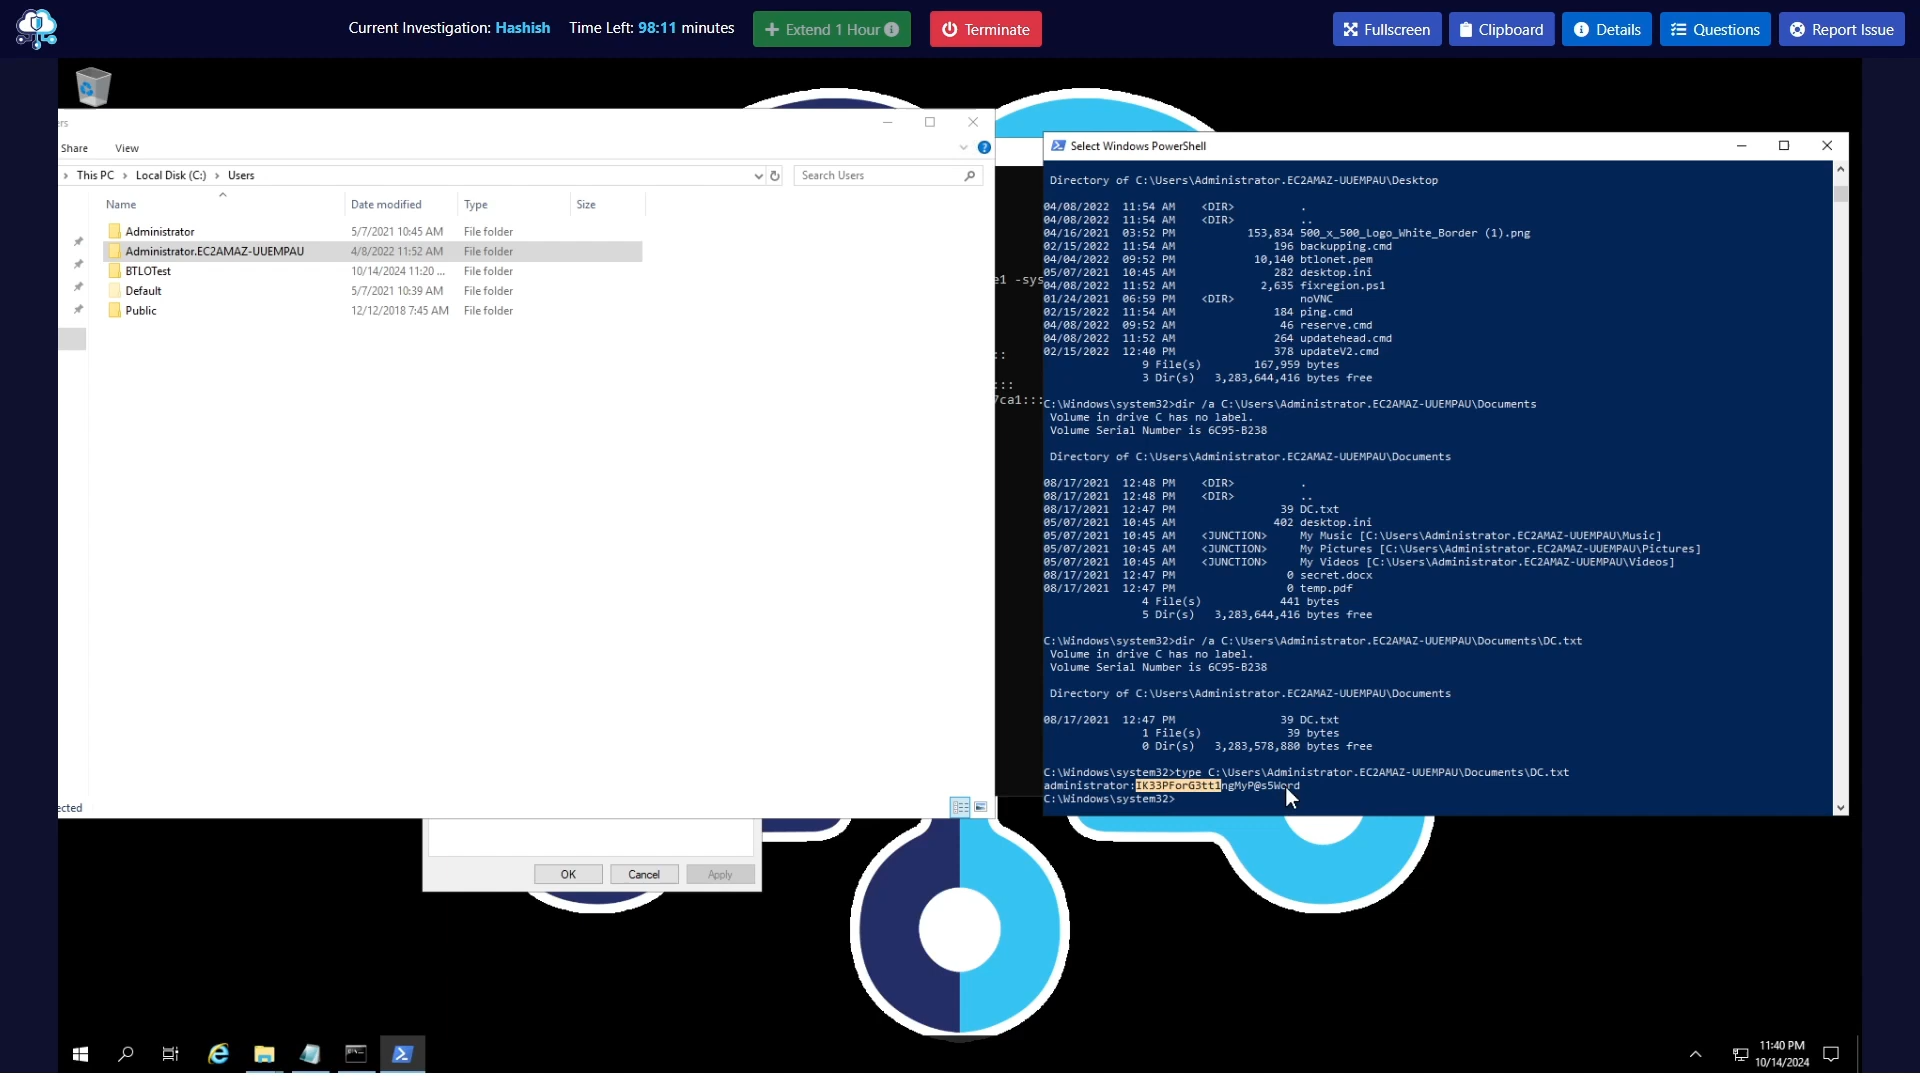 Current Investigation: Hashish
Time Left: 98:11 minutes
Extend 1 Hour
Terminate
Fullscreen
Clipboard
Details
Questions
Report Issue
ers
Share
View
This PC > Local Disk (C:) > Users
Search Users
Name
Date modified
Type
Size
Administrator 5/7/2021 10:45 AM File folder
Administrator.EC2AMAZ-UUEMPAU 4/8/2022 11:52 AM File folder
BTLOTest 10/14/2024 11:20 ... File folder
Default 5/7/2021 10:39 AM File folder
Public 12/12/2018 7:45 AM File folder
ected
OK
Cancel
Apply
e1 -sys
::
:::
7ca1:::
Select Windows PowerShell
Directory of C:\Users\Administrator.EC2AMAZ-UUEMPAU\Desktop
04/08/2022 11:54 AM <DIR> .
04/08/2022 11:54 AM <DIR> ..
04/16/2021 03:52 PM 153,834 500_x_500_Logo_White_Border (1).png
02/15/2022 11:54 AM 196 backupping.cmd
04/04/2022 09:52 PM 10,140 btlonet.pem
05/07/2021 10:45 AM 282 desktop.ini
04/08/2022 11:52 AM 2,635 fixregion.ps1
01/24/2021 06:59 PM <DIR> noVNC
02/15/2022 11:54 AM 184 ping.cmd
04/08/2022 09:52 AM 46 reserve.cmd
04/08/2022 11:52 AM 264 updatehead.cmd
02/15/2022 12:40 PM 378 updateV2.cmd
9 File(s) 167,959 bytes
3 Dir(s) 3,283,644,416 bytes free
C:\Windows\system32>dir /a C:\Users\Administrator.EC2AMAZ-UUEMPAU\Documents
Volume in drive C has no label.
Volume Serial Number is 6C95-B238
Directory of C:\Users\Administrator.EC2AMAZ-UUEMPAU\Documents
08/17/2021 12:48 PM <DIR> .
08/17/2021 12:48 PM <DIR> ..
08/17/2021 12:47 PM 39 DC.txt
05/07/2021 10:45 AM 402 desktop.ini
05/07/2021 10:45 AM <JUNCTION> My Music [C:\Users\Administrator.EC2AMAZ-UUEMPAU\Music]
05/07/2021 10:45 AM <JUNCTION> My Pictures [C:\Users\Administrator.EC2AMAZ-UUEMPAU\Pictures]
05/07/2021 10:45 AM <JUNCTION> My Videos [C:\Users\Administrator.EC2AMAZ-UUEMPAU\Videos]
08/17/2021 12:47 PM 0 secret.docx
08/17/2021 12:47 PM 0 temp.pdf
4 File(s) 441 bytes
5 Dir(s) 3,283,644,416 bytes free
C:\Windows\system32>dir /a C:\Users\Administrator.EC2AMAZ-UUEMPAU\Documents\DC.txt
Volume in drive C has no label.
Volume Serial Number is 6C95-B238
Directory of C:\Users\Administrator.EC2AMAZ-UUEMPAU\Documents
08/17/2021 12:47 PM 39 DC.txt
1 File(s) 39 bytes
0 Dir(s) 3,283,578,880 bytes free
C:\Windows\system32>type C:\Users\Administrator.EC2AMAZ-UUEMPAU\Documents\DC.txt
administrator:IK33PForG3tt1ngMyP@s5Word
C:\Windows\system32>
11:40 PM
10/14/2024